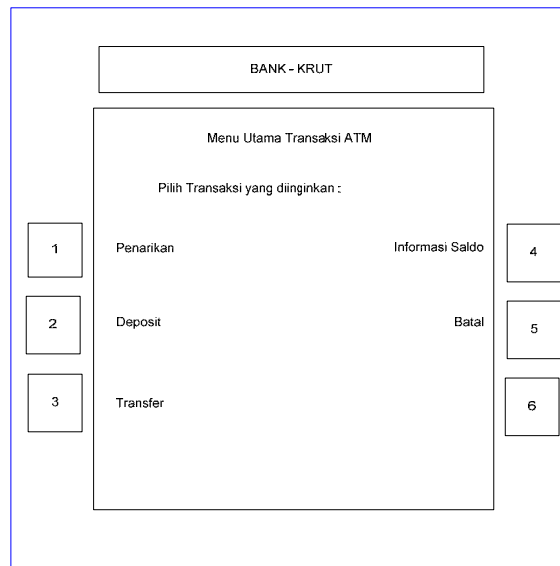 BANK - KRUT
Menu Utama Transaksi ATM
Pilih Transaksi yang diinginkan :
1 Penarikan Informasi Saldo 4
2 Deposit Batal 5
3 Transfer 6